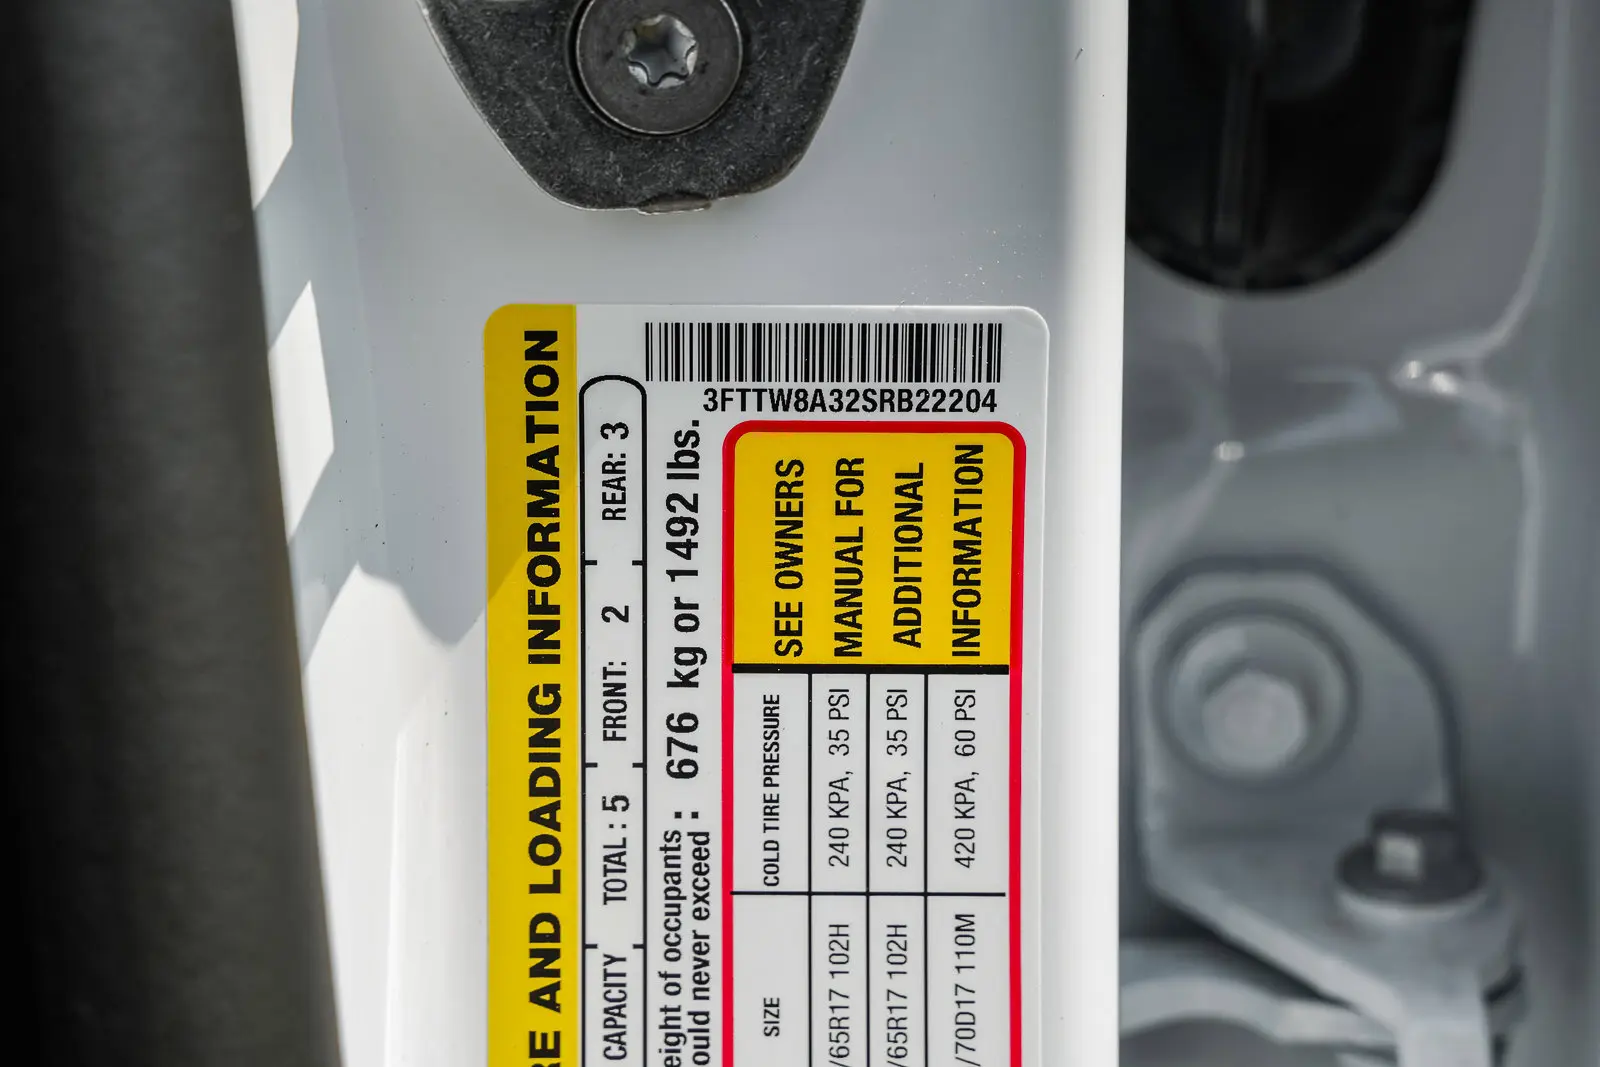 3FTTW8A32SRB22204
RE AND LOADING INFORMATION
CAPACITY TOTAL : 5 FRONT: 2 REAR: 3
eight of occupants
ould never exceed : 676 kg or 1492 lbs.
SIZE COLD TIRE PRESSURE
/65R17 102H 240 KPA, 35 PSI
/65R17 102H 240 KPA, 35 PSI
/70D17 110M 420 KPA, 60 PSI
SEE OWNERS
MANUAL FOR
ADDITIONAL
INFORMATION